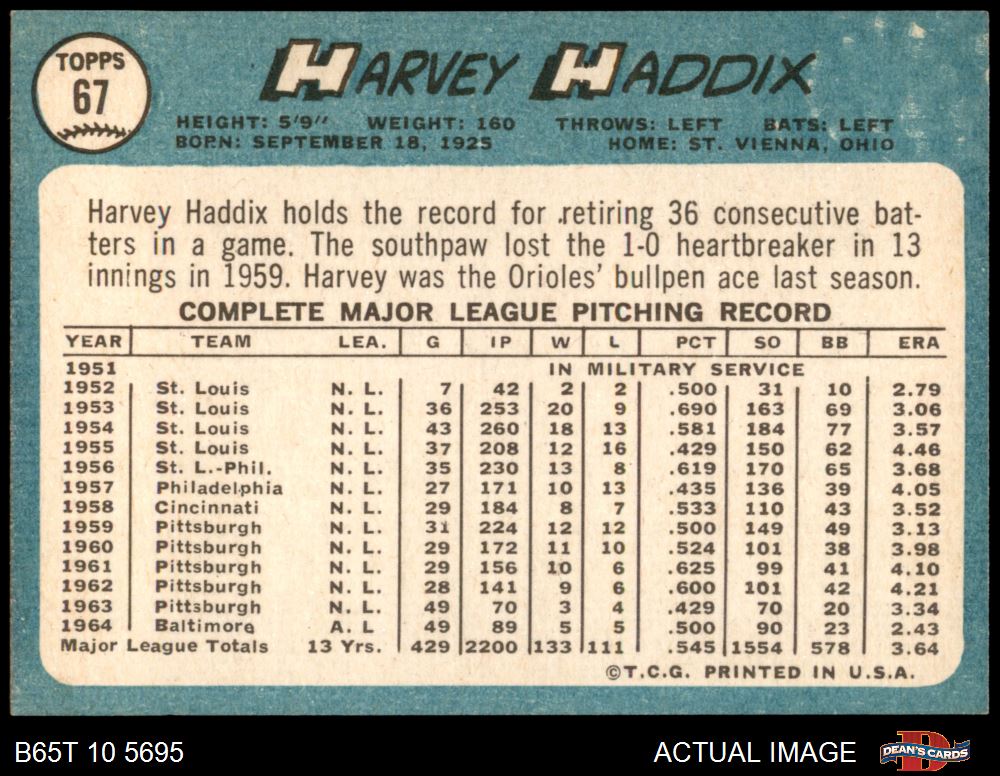 TOPPS
67
HARVEY HADDIX
HEIGHT: 5'9" WEIGHT: 160 THROWS: LEFT BATS: LEFT
BORN: SEPTEMBER 18, 1925 HOME: ST. VIENNA, OHIO
Harvey Haddix holds the record for retiring 36 consecutive bat-
ters in a game. The southpaw lost the 1-0 heartbreaker in 13
innings in 1959. Harvey was the Orioles' bullpen ace last season.
COMPLETE MAJOR LEAGUE PITCHING RECORD
YEAR TEAM LEA. G IP W L PCT SO BB ERA
1951 IN MILITARY SERVICE
1952 St. Louis N. L. 7 42 2 2 .500 31 10 2.79
1953 St. Louis N. L. 36 253 20 9 .690 163 69 3.06
1954 St. Louis N. L. 43 260 18 13 .581 184 77 3.57
1955 St. Louis N. L. 37 208 12 16 .429 150 62 4.46
1956 St. L.-Phil. N. L. 35 230 13 8 .619 170 65 3.68
1957 Philadelphia N. L. 27 171 10 13 .435 136 39 4.05
1958 Cincinnati N. L. 29 184 8 7 .533 110 43 3.52
1959 Pittsburgh N. L. 31 224 12 12 .500 149 49 3.13
1960 Pittsburgh N. L. 29 172 11 10 .524 101 38 3.98
1961 Pittsburgh N. L. 29 156 10 6 .625 99 41 4.10
1962 Pittsburgh N. L. 28 141 9 6 .600 101 42 4.21
1963 Pittsburgh N. L. 49 70 3 4 .429 70 20 3.34
1964 Baltimore A. L 49 89 5 5 .500 90 23 2.43
Major League Totals 13 Yrs. 429 2200 133 111 .545 1554 578 3.64
©T.C.G. PRINTED IN U.S.A.
B65T 10 5695 ACTUAL IMAGE D DEAN'S CARDS